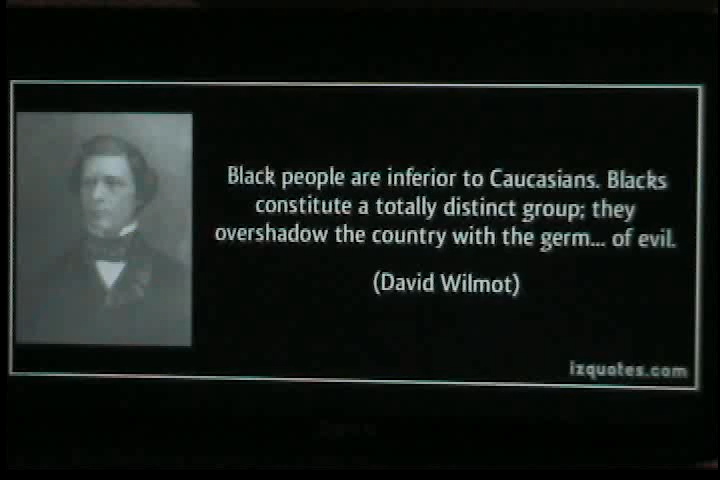 Black people are inferior to Caucasians. Blacks
constitute a totally distinct group; they
overshadow the country with the germ... of evil.
(David Wilmot)
izquotes.com